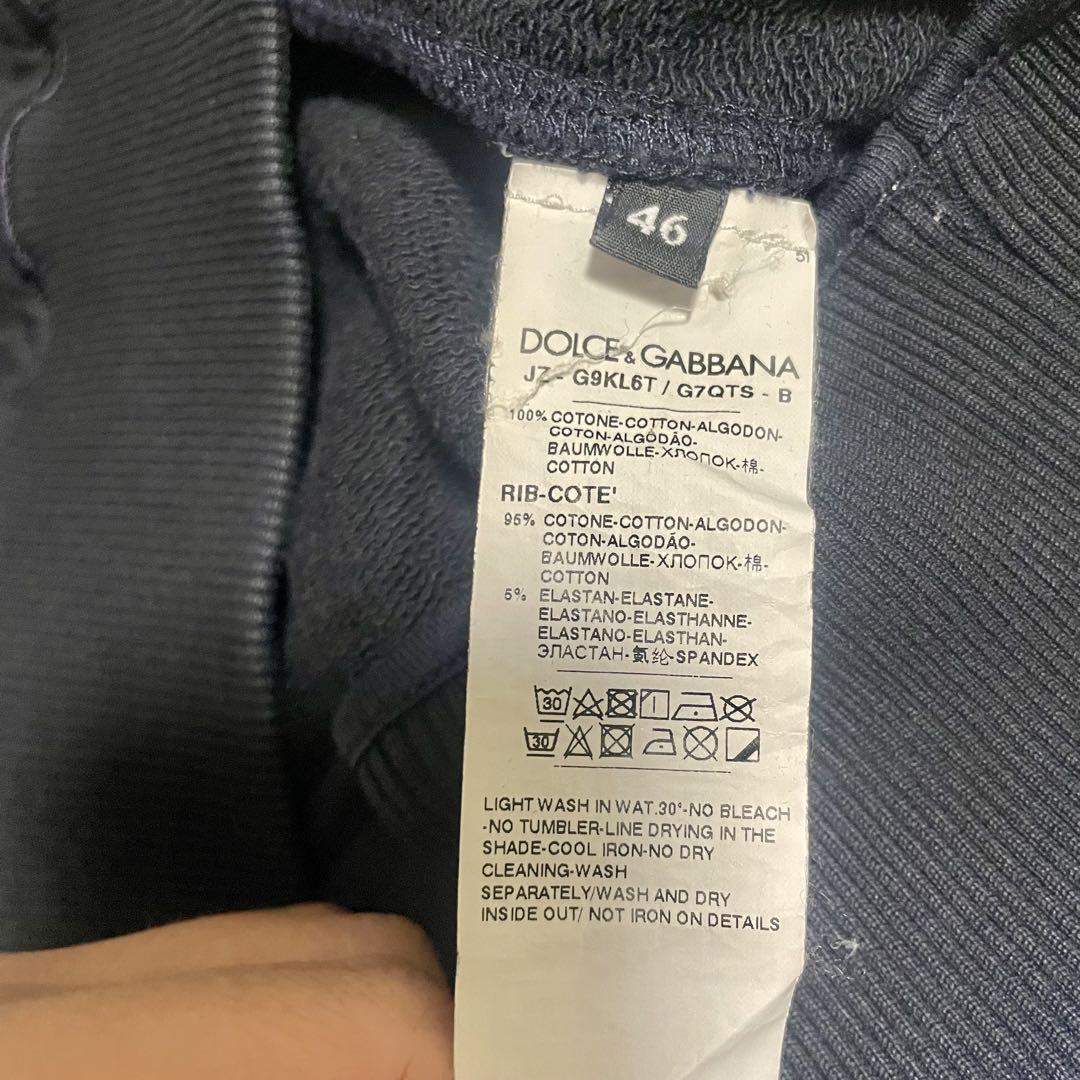 46
51
DOLCE & GABBANA
JZ - G9KL6T / G7QTS - B
100% COTONE-COTTON-ALGODON-
COTON-ALGODÃO-
BAUMWOLLE-ХЛОПОК-棉-
COTTON
RIB-COTE'
95% COTONE-COTTON-ALGODON-
COTON-ALGODÃO-
BAUMWOLLE-ХЛОПОК-棉-
COTTON
5% ELASTAN-ELASTANE-
ELASTANO-ELASTHANNE-
ELASTANO-ELASTHAN-
ЭЛАСТАН-氨纶-SPANDEX
30
30
LIGHT WASH IN WAT.30°-NO BLEACH
-NO TUMBLER-LINE DRYING IN THE
SHADE-COOL IRON-NO DRY
CLEANING-WASH
SEPARATELY/WASH AND DRY
INSIDE OUT/ NOT IRON ON DETAILS